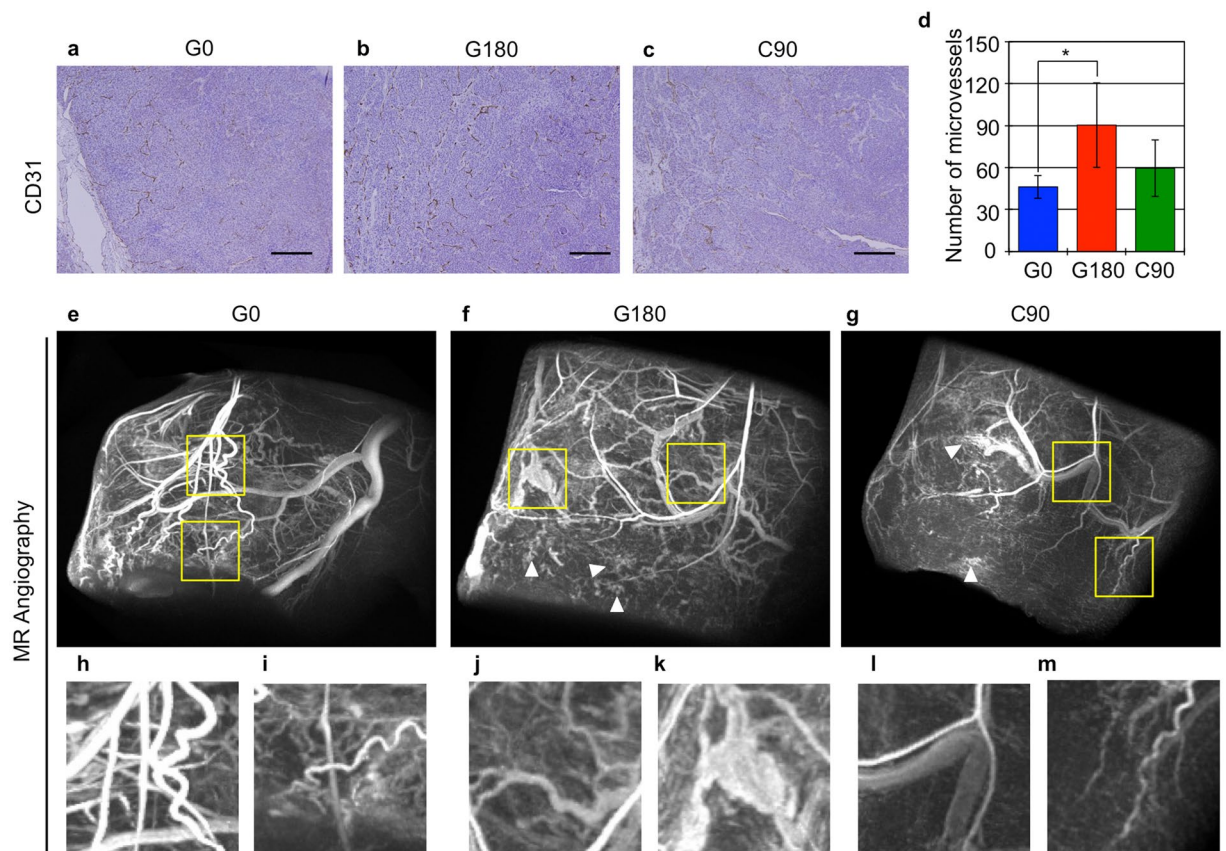 a G0 b G180 c C90 d
CD31
Number of microvessels
150
120
90
60
30
0
*
G0 G180 C90
e G0 f G180 g C90
MR Angiography
h i j k l m